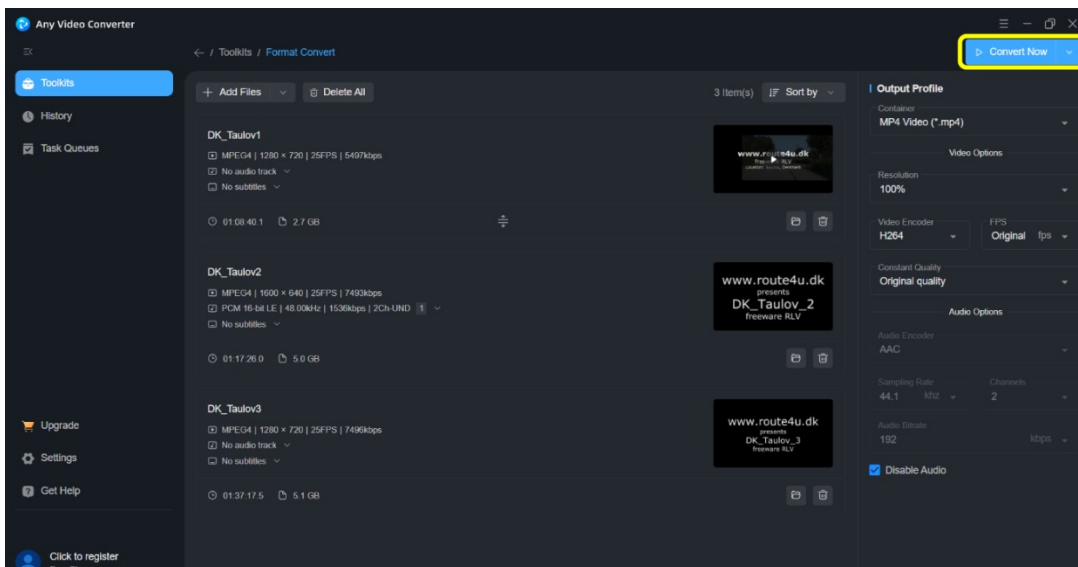 Any Video Converter
/ Toolkits / Format Convert
Convert Now
Toolkits
History
Task Queues
Upgrade
Settings
Get Help
Click to register
+ Add Files
Delete All
3 Item(s)
Sort by
DK_Taulov1
MPEG4 | 1280 × 720 | 25FPS | 5497kbps
No audio track
No subtitles
01:08:40.1
2.7 GB
www.route4u.dk
freeware RLV
DK_Taulov2
MPEG4 | 1600 × 640 | 25FPS | 7493kbps
PCM 16-bit LE | 48.00kHz | 1536kbps | 2Ch-UND 1
No subtitles
01:17:26.0
5.0 GB
www.route4u.dk
presents
DK_Taulov_2
freeware RLV
DK_Taulov3
MPEG4 | 1280 × 720 | 25FPS | 7496kbps
No audio track
No subtitles
01:37:17.5
5.1 GB
www.route4u.dk
presents
DK_Taulov_3
freeware RLV
Output Profile
Container
MP4 Video (*.mp4)
Video Options
Resolution
100%
Video Encoder
H264
FPS
Original fps
Constant Quality
Original quality
Audio Options
Audio Encoder
AAC
Sampling Rate
44.1 khz
Channels
2
Audio Bitrate
192 kbps
Disable Audio